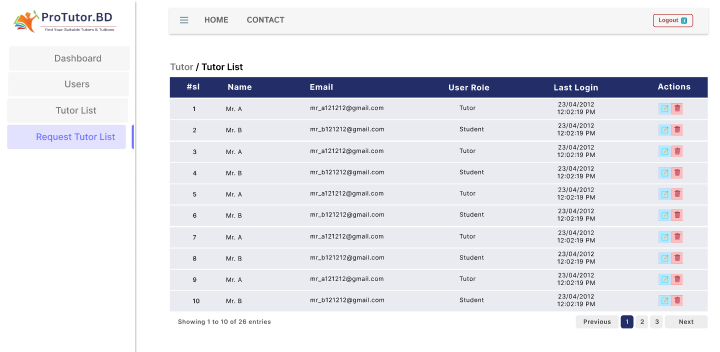 ProTutor.BD
Find Your Suitable Tutors & Tuitions
HOME CONTACT Logout
Dashboard
Users
Tutor List
Request Tutor List
Tutor / Tutor List
#sl Name Email User Role Last Login Actions
1 Mr. A mr_a121212@gmail.com Tutor 23/04/2012 12:02:19 PM
2 Mr. B mr_b121212@gmail.com Student 23/04/2012 12:02:19 PM
3 Mr. A mr_a121212@gmail.com Tutor 23/04/2012 12:02:19 PM
4 Mr. B mr_b121212@gmail.com Student 23/04/2012 12:02:19 PM
5 Mr. A mr_a121212@gmail.com Tutor 23/04/2012 12:02:19 PM
6 Mr. B mr_b121212@gmail.com Student 23/04/2012 12:02:19 PM
7 Mr. A mr_a121212@gmail.com Tutor 23/04/2012 12:02:19 PM
8 Mr. B mr_b121212@gmail.com Student 23/04/2012 12:02:19 PM
9 Mr. A mr_a121212@gmail.com Tutor 23/04/2012 12:02:19 PM
10 Mr. B mr_b121212@gmail.com Student 23/04/2012 12:02:19 PM
Showing 1 to 10 of 26 entries Previous 1 2 3 Next